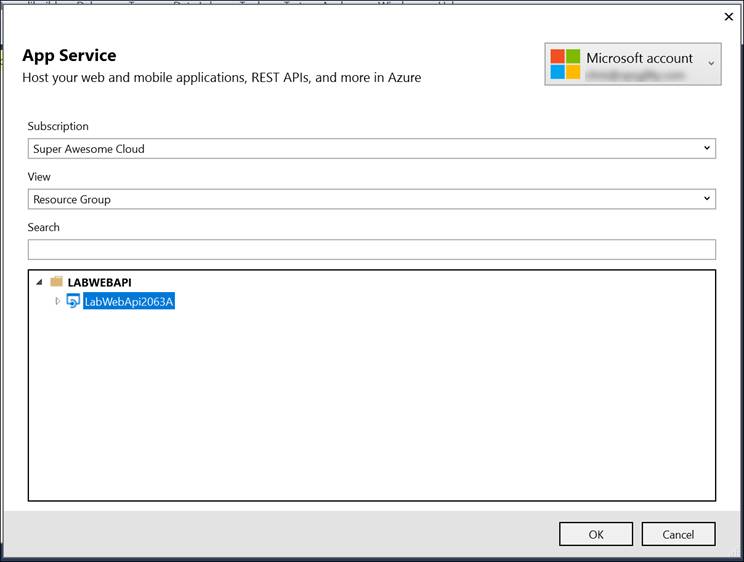 App Service
Host your web and mobile applications, REST APIs, and more in Azure
Microsoft account
Subscription
Super Awesome Cloud
View
Resource Group
Search
LABWEBAPI
LabWebApi2063A
OK
Cancel